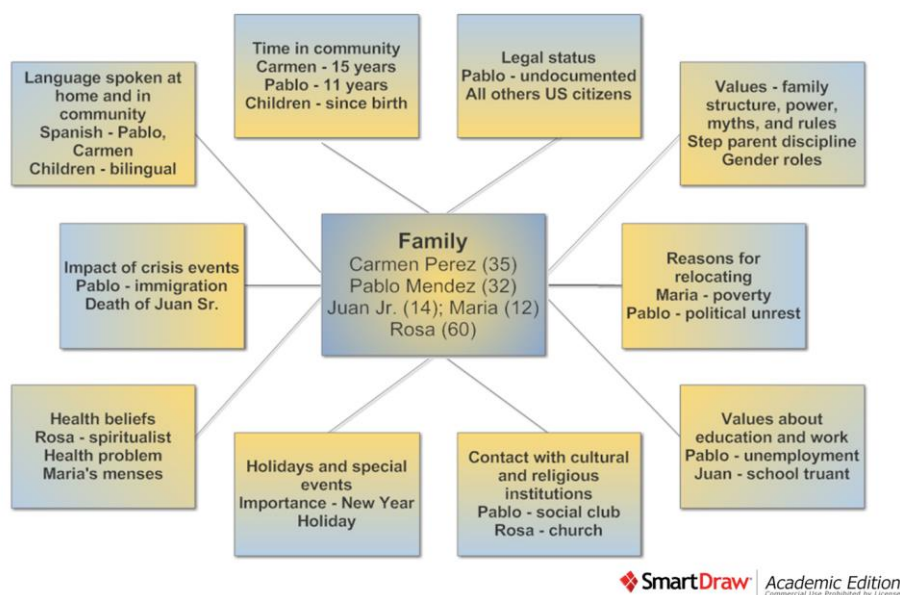 Time in community
Carmen - 15 years
Pablo - 11 years
Children - since birth
Legal status
Pablo - undocumented
All others US citizens
Language spoken at
home and in
community
Spanish - Pablo,
Carmen
Children - bilingual
Values - family
structure, power,
myths, and rules
Step parent discipline
Gender roles
Family
Carmen Perez (35)
Pablo Mendez (32)
Juan Jr. (14); Maria (12)
Rosa (60)
Impact of crisis events
Pablo - immigration
Death of Juan Sr.
Reasons for
relocating
Maria - poverty
Pablo - political unrest
Health beliefs
Rosa - spiritualist
Health problem
Maria's menses
Holidays and special
events
Importance - New Year
Holiday
Contact with cultural
and religious
institutions
Pablo - social club
Rosa - church
Values about
education and work
Pablo - unemployment
Juan - school truant
SmartDraw Academic Edition
Commercial Use Prohibited by License